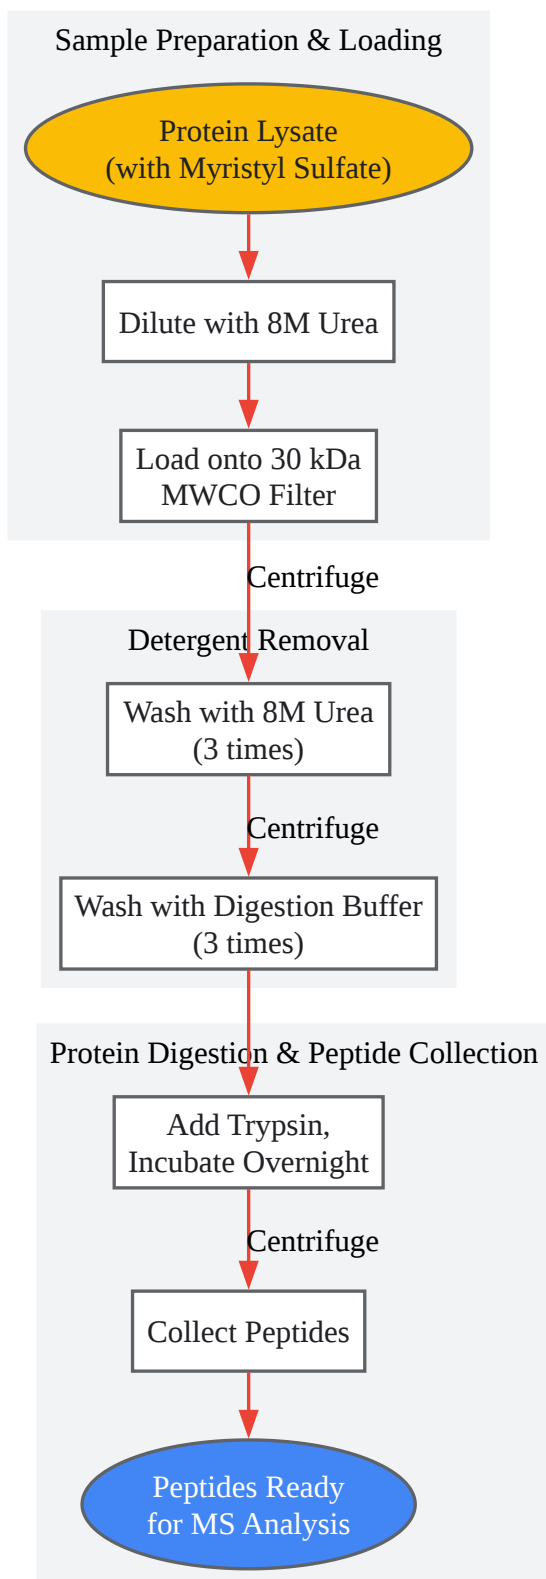 Sample Preparation & Loading
Protein Lysate
(with Myristyl Sulfate)
Dilute with 8M Urea
Load onto 30 kDa
MWCO Filter
Centrifuge
Detergent Removal
Wash with 8M Urea
(3 times)
Centrifuge
Wash with Digestion Buffer
(3 times)
Protein Digestion & Peptide Collection
Add Trypsin,
Incubate Overnight
Centrifuge
Collect Peptides
Peptides Ready
for MS Analysis